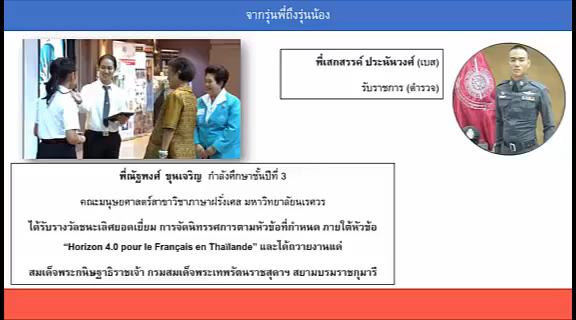 จากรุ่นพี่ถึงรุ่นน้อง
พี่เสกสรรค์ ประนันวงศ์ (เบส)
รับราชการ (ตำรวจ)
พี่ณัฐพงศ์ ขุนเจริญ กำลังศึกษาชั้นปีที่ 3
คณะมนุษยศาสตร์สาขาวิชาภาษาฝรั่งเศส มหาวิทยาลัยนเรศวร
ได้รับรางวัลชนะเลิศยอดเยี่ยม การจัดนิทรรศการตามหัวข้อที่กำหนด ภายใต้หัวข้อ
“Horizon 4.0 pour le Français en Thaïlande” และได้ถวายงานแด่
สมเด็จพระกนิษฐาธิราชเจ้า กรมสมเด็จพระเทพรัตนราชสุดาฯ สยามบรมราชกุมารี